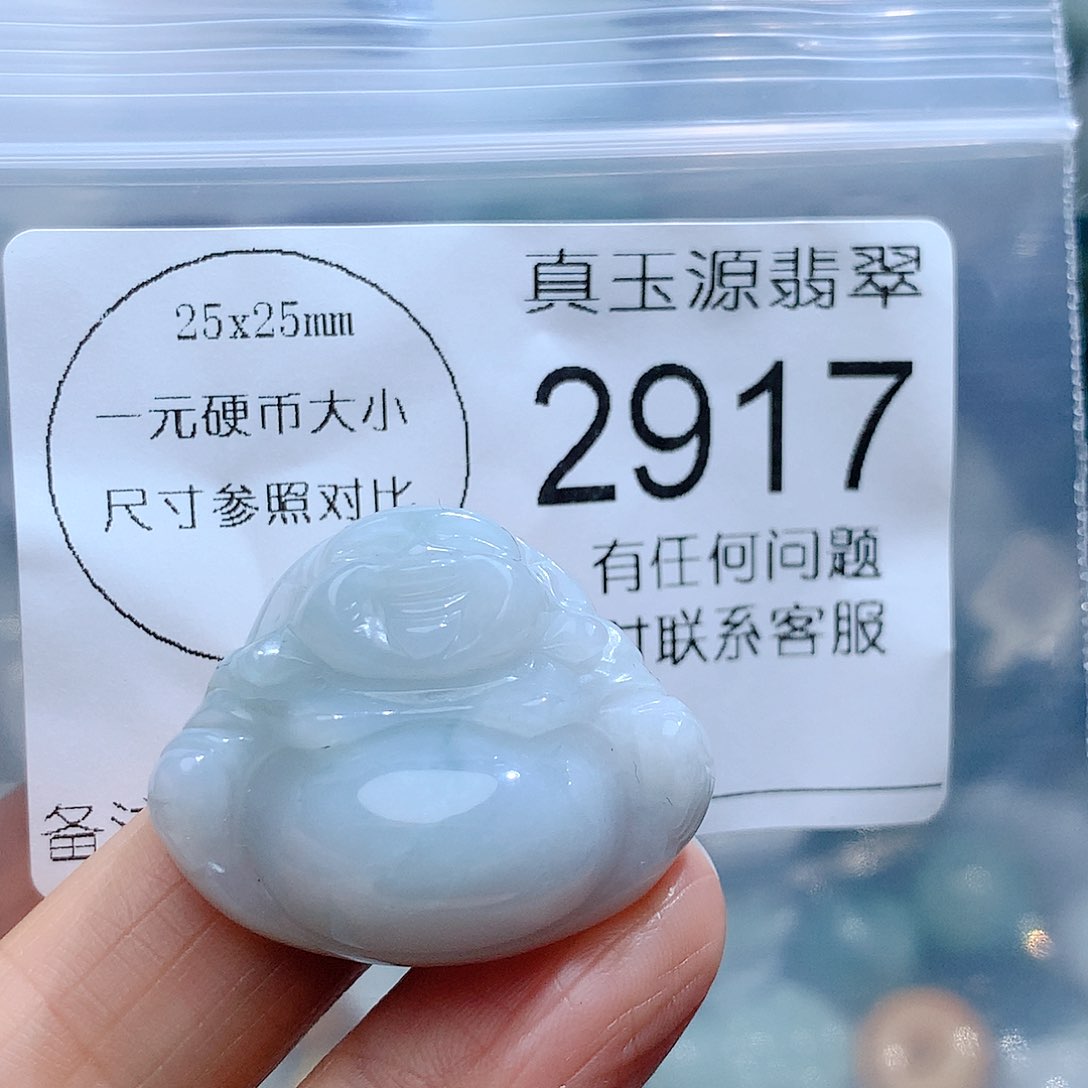 25x25mm
一元硬币大小
尺寸参照对比
真玉源翡翠
2917
有任何问题
联系客服
备